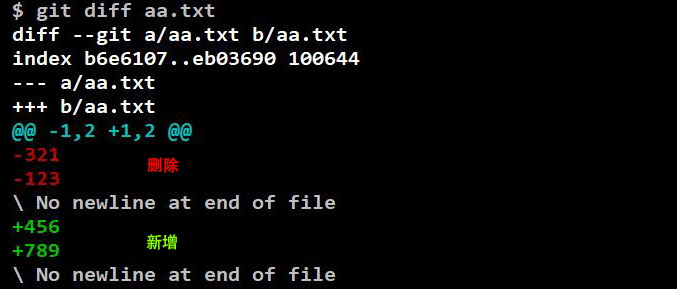 $ git diff aa.txt
diff --git a/aa.txt b/aa.txt
index b6e6107..eb03690 100644
--- a/aa.txt
+++ b/aa.txt
@@ -1,2 +1,2 @@
-321
删除
-123
\ No newline at end of file
+456
新增
+789
\ No newline at end of file